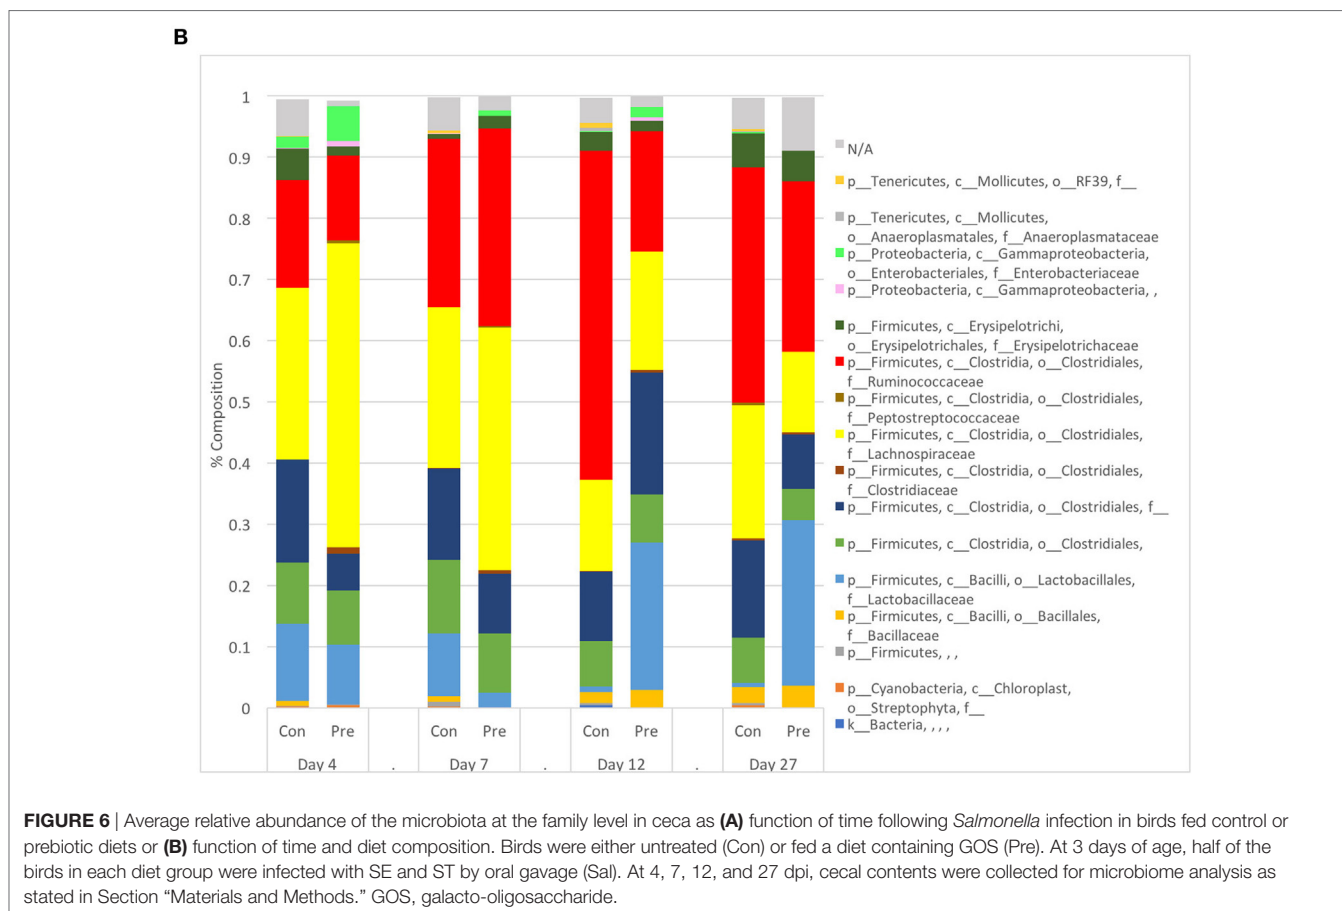 B
1
0.9
0.8
0.7
0.6
0.5
0.4
0.3
0.2
0.1
0
% Composition
Con Pre Con Pre Con Pre Con Pre
Day 4 . Day 7 . Day 12 . Day 27
N/A
p__Tenericutes, c__Mollicutes, o__RF39, f__
p__Tenericutes, c__Mollicutes,
o__Anaeroplasmatales, f__Anaeroplasmataceae
p__Proteobacteria, c__Gammaproteobacteria,
o__Enterobacteriales, f__Enterobacteriaceae
p__Proteobacteria, c__Gammaproteobacteria, ,
p__Firmicutes, c__Erysipelotrichi,
o__Erysipelotrichales, f__Erysipelotrichaceae
p__Firmicutes, c__Clostridia, o__Clostridiales,
f__Ruminococcaceae
p__Firmicutes, c__Clostridia, o__Clostridiales,
f__Peptostreptococcaceae
p__Firmicutes, c__Clostridia, o__Clostridiales,
f__Lachnospiraceae
p__Firmicutes, c__Clostridia, o__Clostridiales,
f__Clostridiaceae
p__Firmicutes, c__Clostridia, o__Clostridiales, f__
p__Firmicutes, c__Clostridia, o__Clostridiales,
p__Firmicutes, c__Bacilli, o__Lactobacillales,
f__Lactobacillaceae
p__Firmicutes, c__Bacilli, o__Bacillales,
f__Bacillaceae
p__Firmicutes, , ,
p__Cyanobacteria, c__Chloroplast,
o__Streptophyta, f__
k__Bacteria, , , ,
FIGURE 6 | Average relative abundance of the microbiota at the family level in ceca as (A) function of time following Salmonella infection in birds fed control or
prebiotic diets or (B) function of time and diet composition. Birds were either untreated (Con) or fed a diet containing GOS (Pre). At 3 days of age, half of the
birds in each diet group were infected with SE and ST by oral gavage (Sal). At 4, 7, 12, and 27 dpi, cecal contents were collected for microbiome analysis as
stated in Section “Materials and Methods.” GOS, galacto-oligosaccharide.